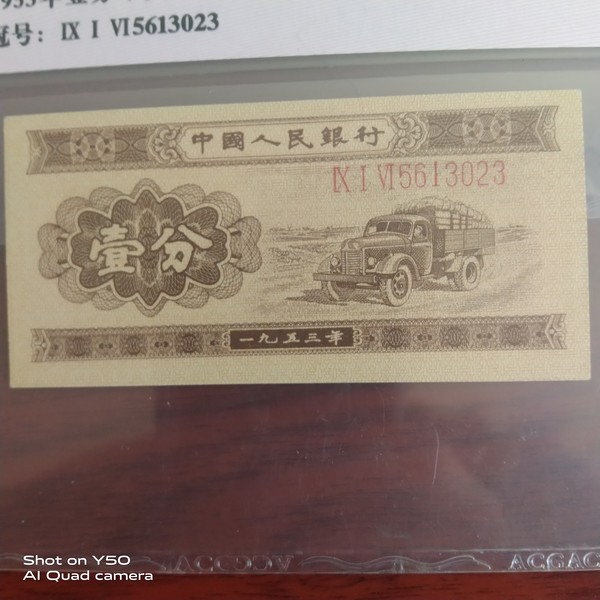 冠号: IX I VI5613023
中國人民銀行
IX I VI5613023
壹分
一九五三年
Shot on Y50
AI Quad camera